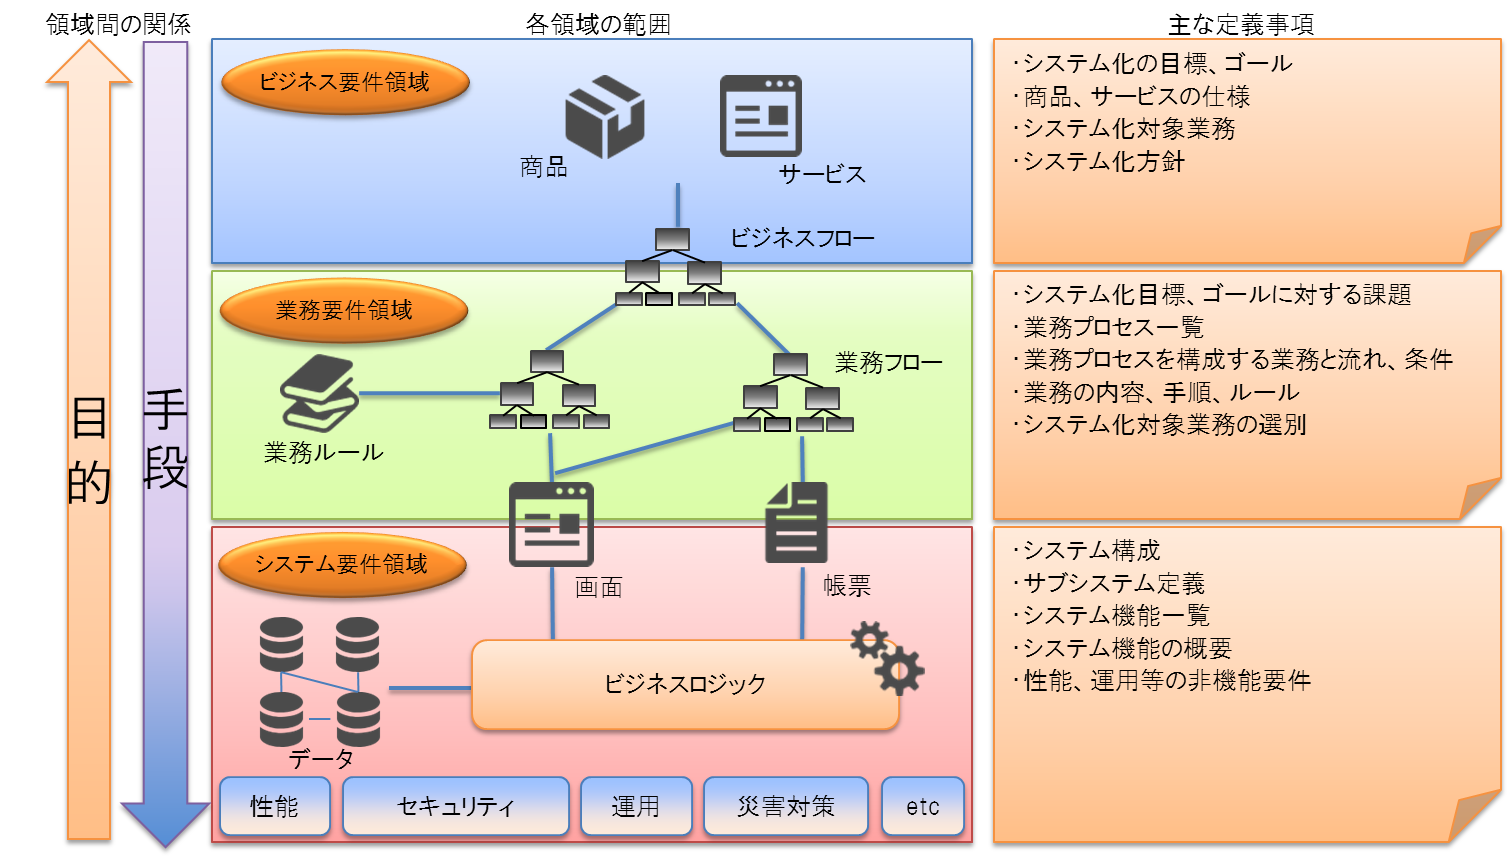 領域間の関係
各領域の範囲
主な定義事項
目的
手段
ビジネス要件領域
商品
サービス
ビジネスフロー
・システム化の目標、ゴール
・商品、サービスの仕様
・システム化対象業務
・システム化方針
業務要件領域
業務ルール
業務フロー
・システム化目標、ゴールに対する課題
・業務プロセス一覧
・業務プロセスを構成する業務と流れ、条件
・業務の内容、手順、ルール
・システム化対象業務の選別
システム要件領域
画面
帳票
ビジネスロジック
データ
性能
セキュリティ
運用
災害対策
etc
・システム構成
・サブシステム定義
・システム機能一覧
・システム機能の概要
・性能、運用等の非機能要件